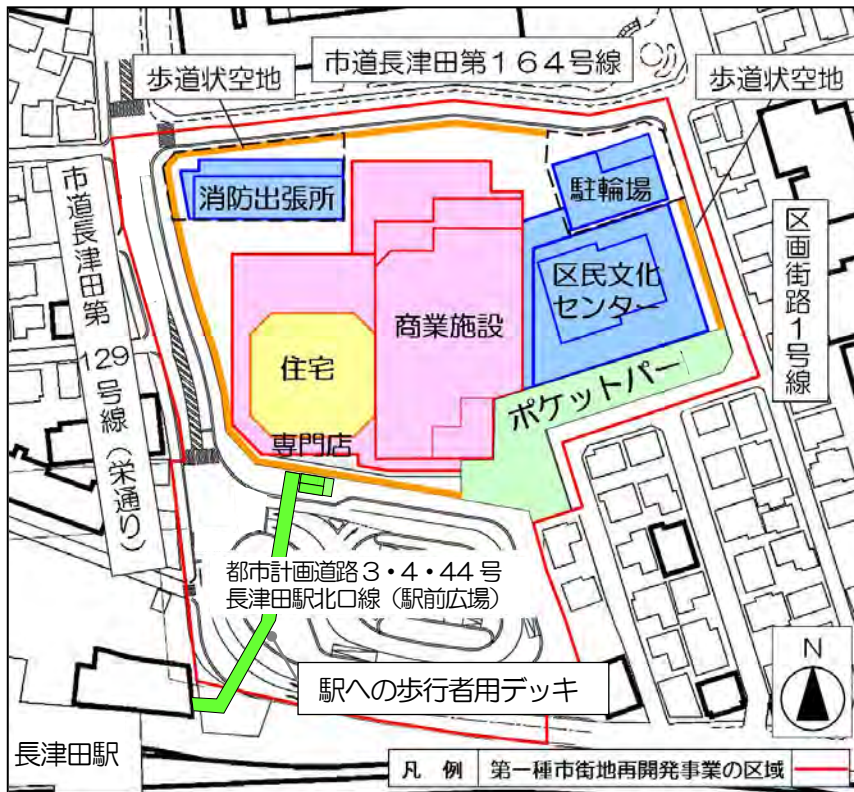 市道長津田第164号線
歩道状空地
歩道状空地
消防出張所
駐輪場
市道長津田第
129
号線(栄通り)
区画街路1号線
区民文化
センター
商業施設
住宅
ポケットパー
専門店
都市計画道路3・4・44号
長津田駅北口線(駅前広場)
駅への歩行者用デッキ
N
長津田駅
凡 例 第一種市街地再開発事業の区域